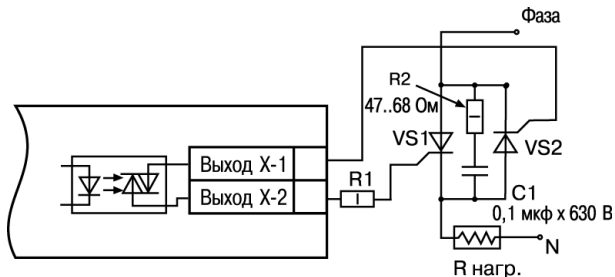 Фаза
R2
47..68 Ом
VS1
VS2
Выход X-1
Выход X-2
R1
C1
0,1 мкф x 630 В
N
R нагр.